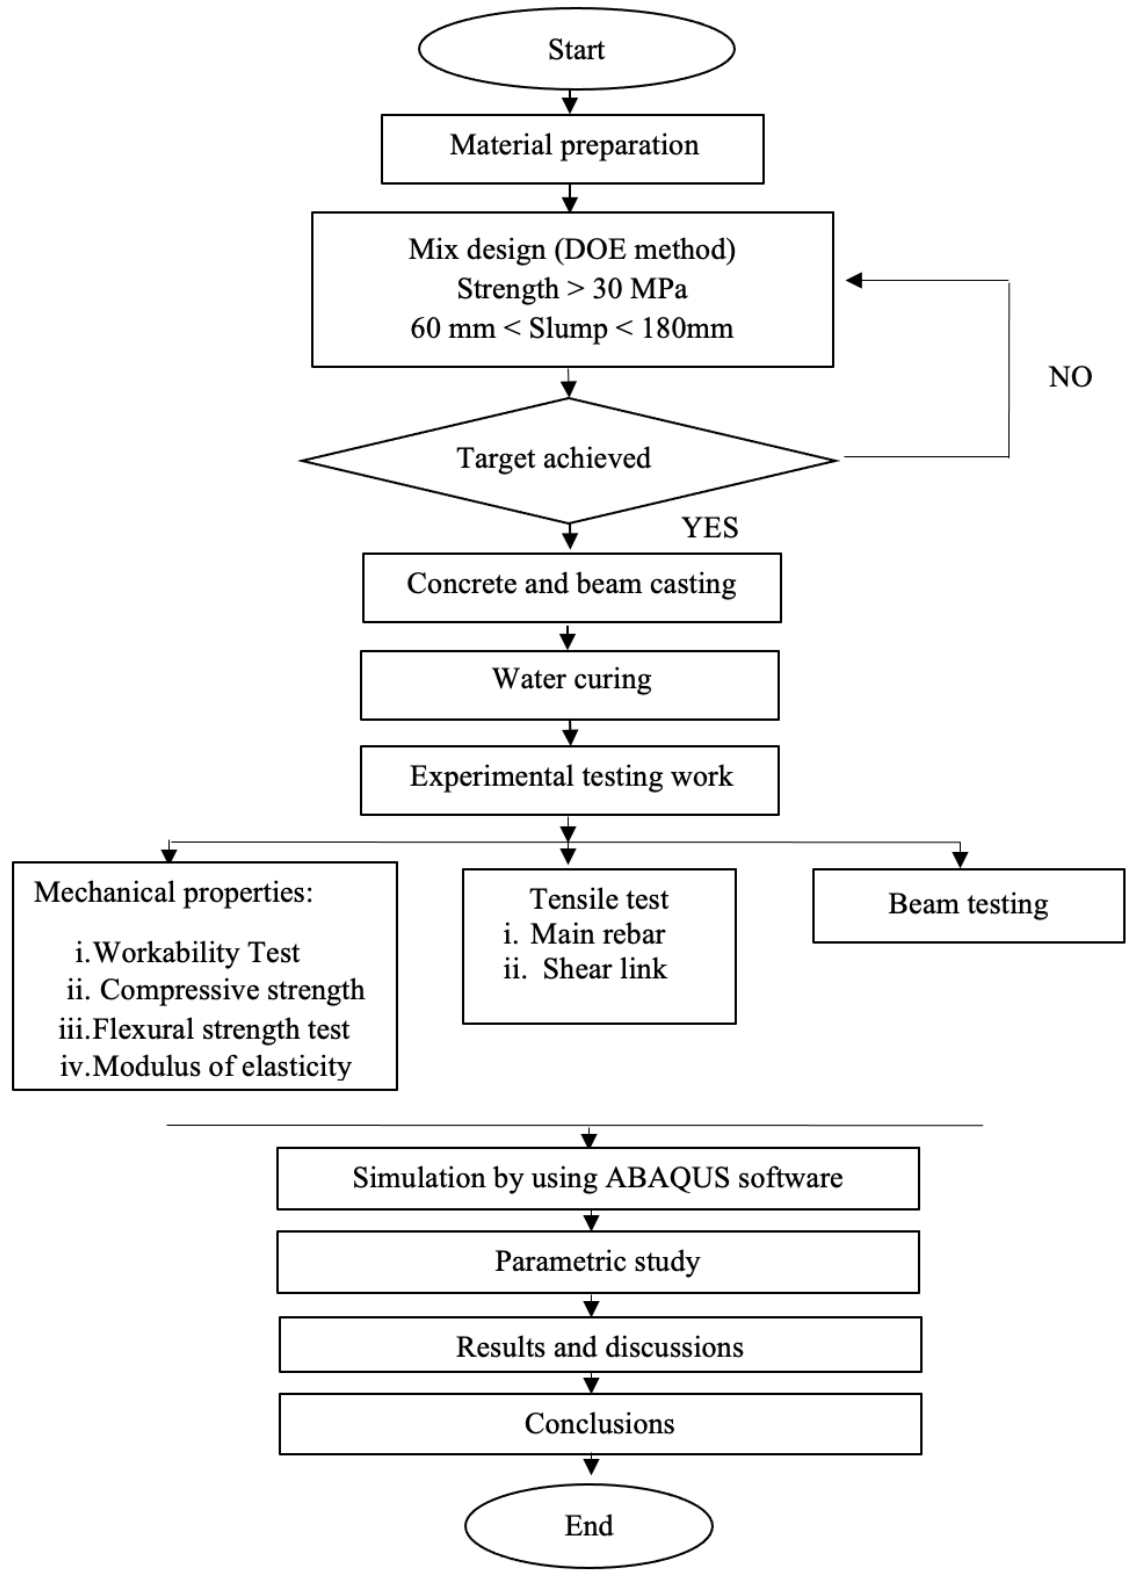 Start
Material preparation
Mix design (DOE method)
Strength > 30 MPa
60 mm < Slump < 180mm
NO
Target achieved
YES
Concrete and beam casting
Water curing
Experimental testing work
Mechanical properties:
i.Workability Test
ii. Compressive strength
iii.Flexural strength test
iv.Modulus of elasticity
Tensile test
i. Main rebar
ii. Shear link
Beam testing
Simulation by using ABAQUS software
Parametric study
Results and discussions
Conclusions
End